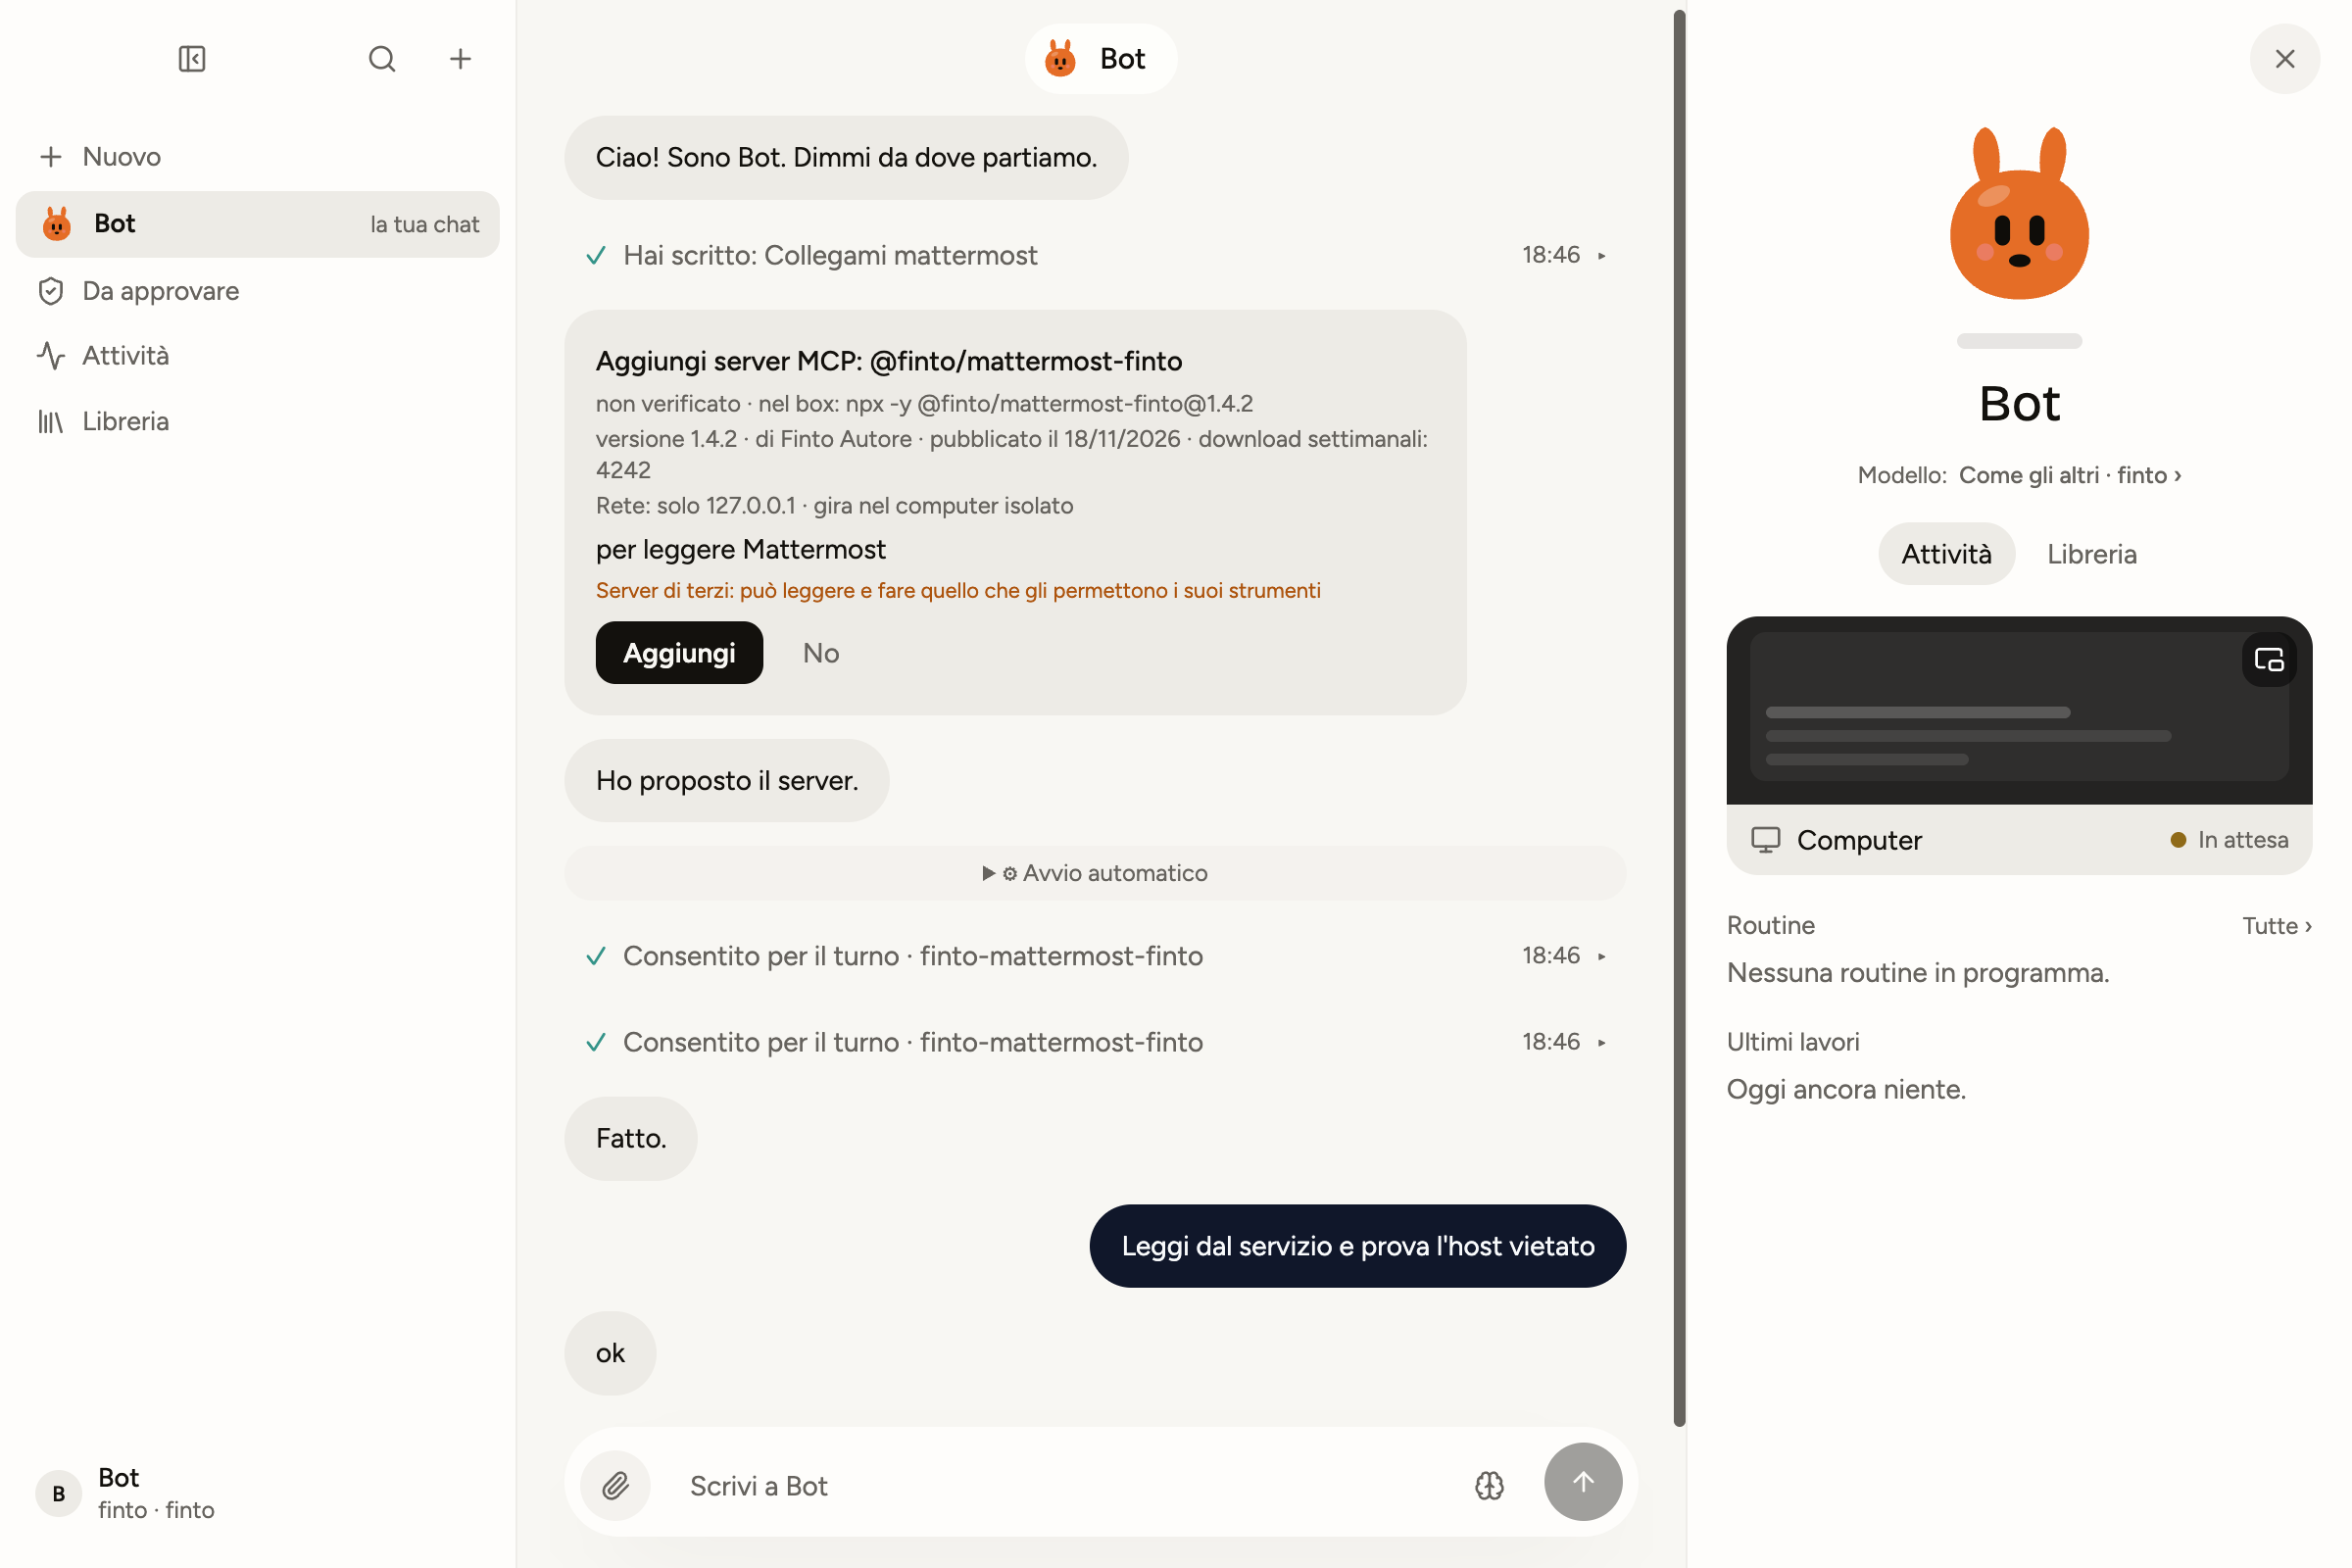 Nuovo
Bot
la tua chat
Da approvare
Attività
Libreria
B
Bot
finto · finto
Bot
Ciao! Sono Bot. Dimmi da dove partiamo.
Hai scritto: Collegami mattermost
18:46
Aggiungi server MCP: @finto/mattermost-finto
non verificato · nel box: npx -y @finto/mattermost-finto@1.4.2
versione 1.4.2 · di Finto Autore · pubblicato il 18/11/2026 · download settimanali:
4242
Rete: solo 127.0.0.1 · gira nel computer isolato
per leggere Mattermost
Server di terzi: può leggere e fare quello che gli permettono i suoi strumenti
Aggiungi
No
Ho proposto il server.
Avvio automatico
Consentito per il turno · finto-mattermost-finto
18:46
Consentito per il turno · finto-mattermost-finto
18:46
Fatto.
Leggi dal servizio e prova l'host vietato
ok
Scrivi a Bot
Bot
Modello: Come gli altri · finto ›
Attività
Libreria
Computer
In attesa
Routine
Tutte ›
Nessuna routine in programma.
Ultimi lavori
Oggi ancora niente.